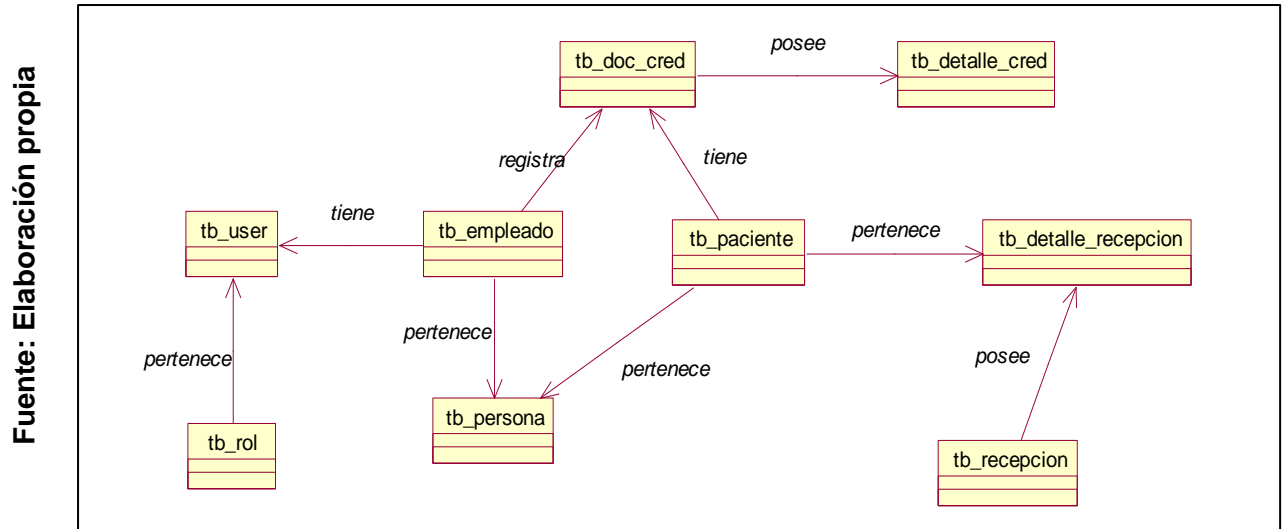 Fuente: Elaboración propia
posee
tb_doc_cred
tb_detalle_cred
registra
tiene
tiene
tb_user
tb_empleado
tb_paciente
pertenece
tb_detalle_recepcion
pertenece
pertenece
pertenece
posee
tb_persona
tb_rol
tb_recepcion